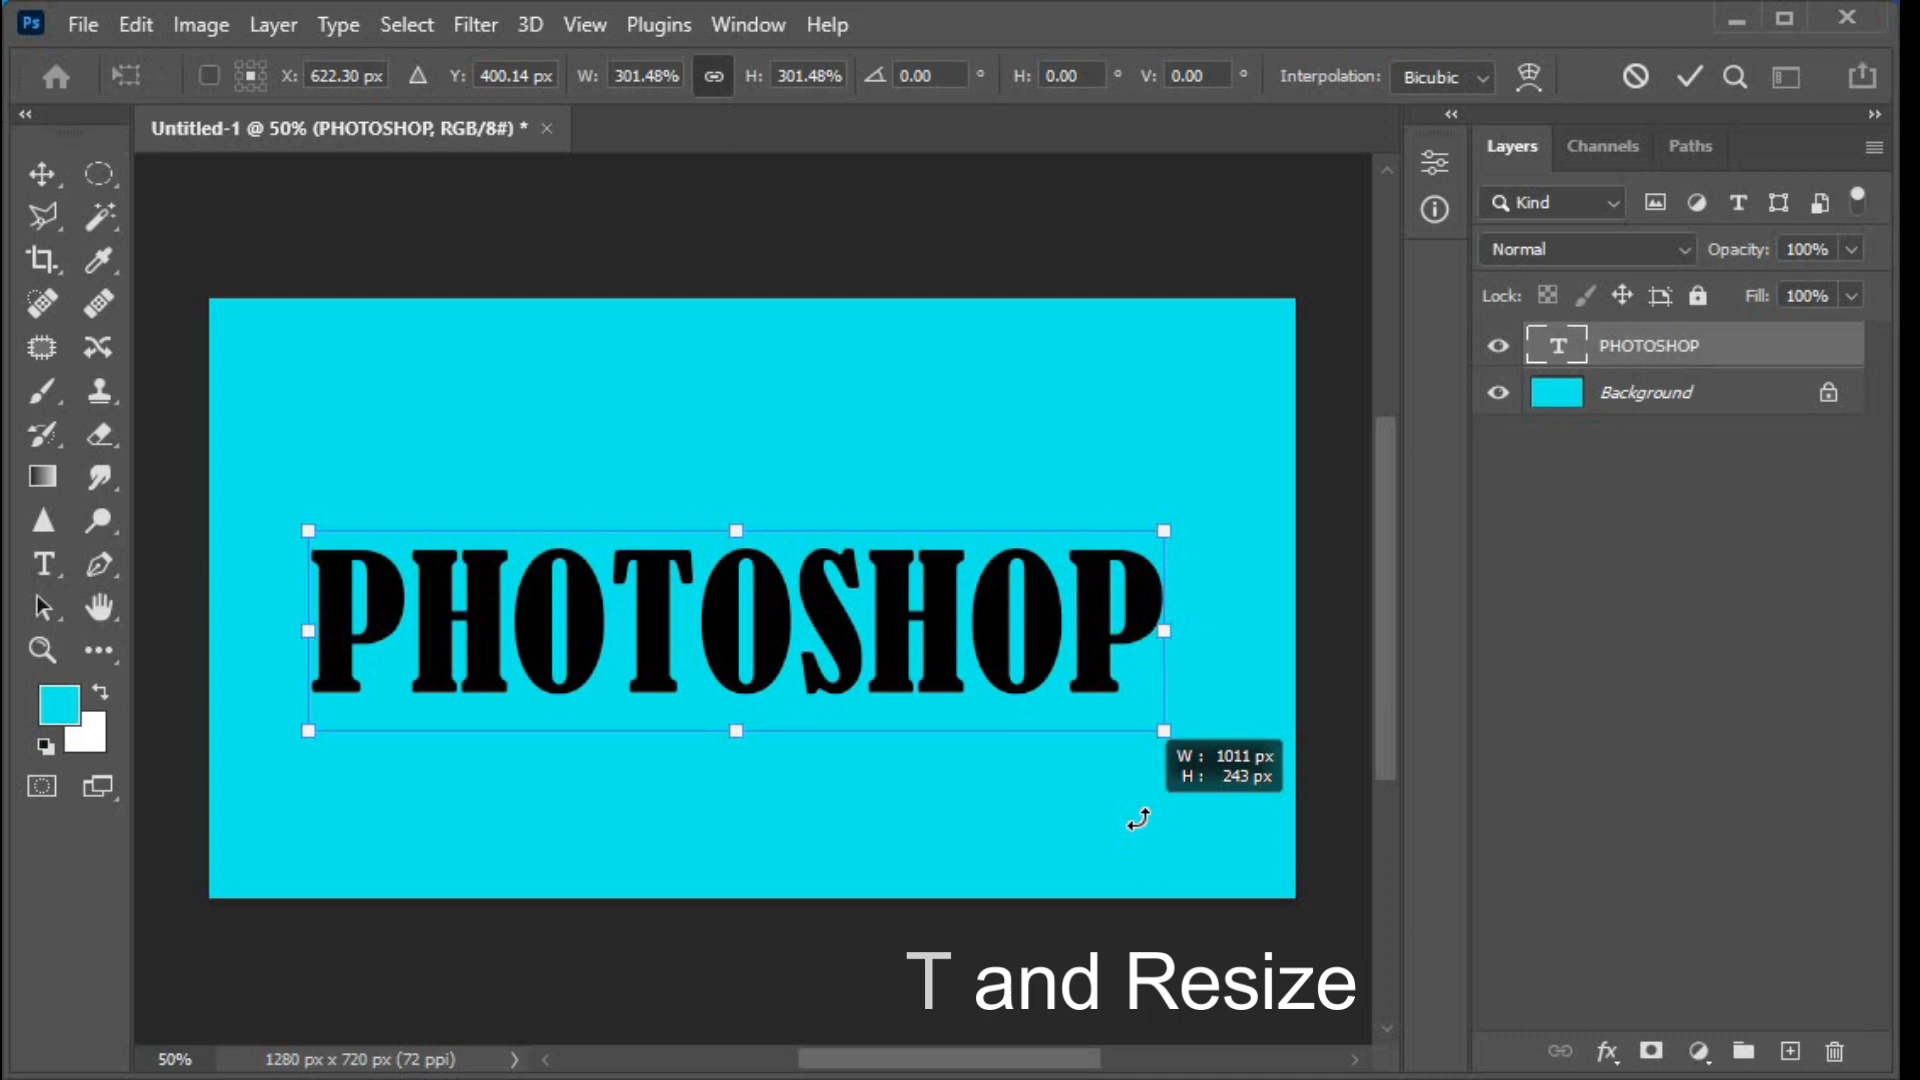 Ps File Edit Image Layer Type Select Filter 3D View Plugins Window Help
X: 622.30 px Y: 400.14 px W: 301.48% H: 301.48% 0.00 ° H: 0.00 ° V: 0.00 ° Interpolation: Bicubic
Untitled-1 @ 50% (PHOTOSHOP, RGB/8#) *
Layers Channels Paths
Kind
Normal Opacity: 100%
Lock: Fill: 100%
T PHOTOSHOP
Background
PHOTOSHOP
W : 1011 px
H : 243 px
T and Resize
50% 1280 px x 720 px (72 ppi)
fx